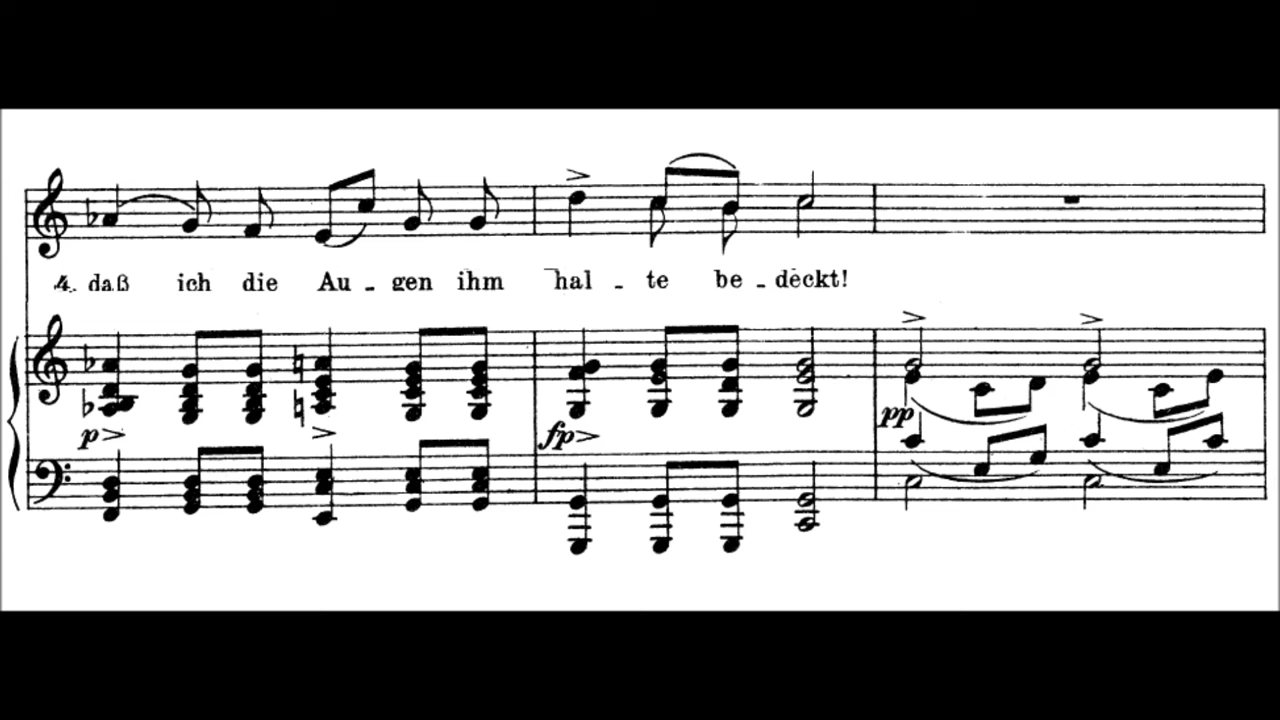 4. daß ich die Au - gen ihm hal - te be - deckt!
p
fp
pp